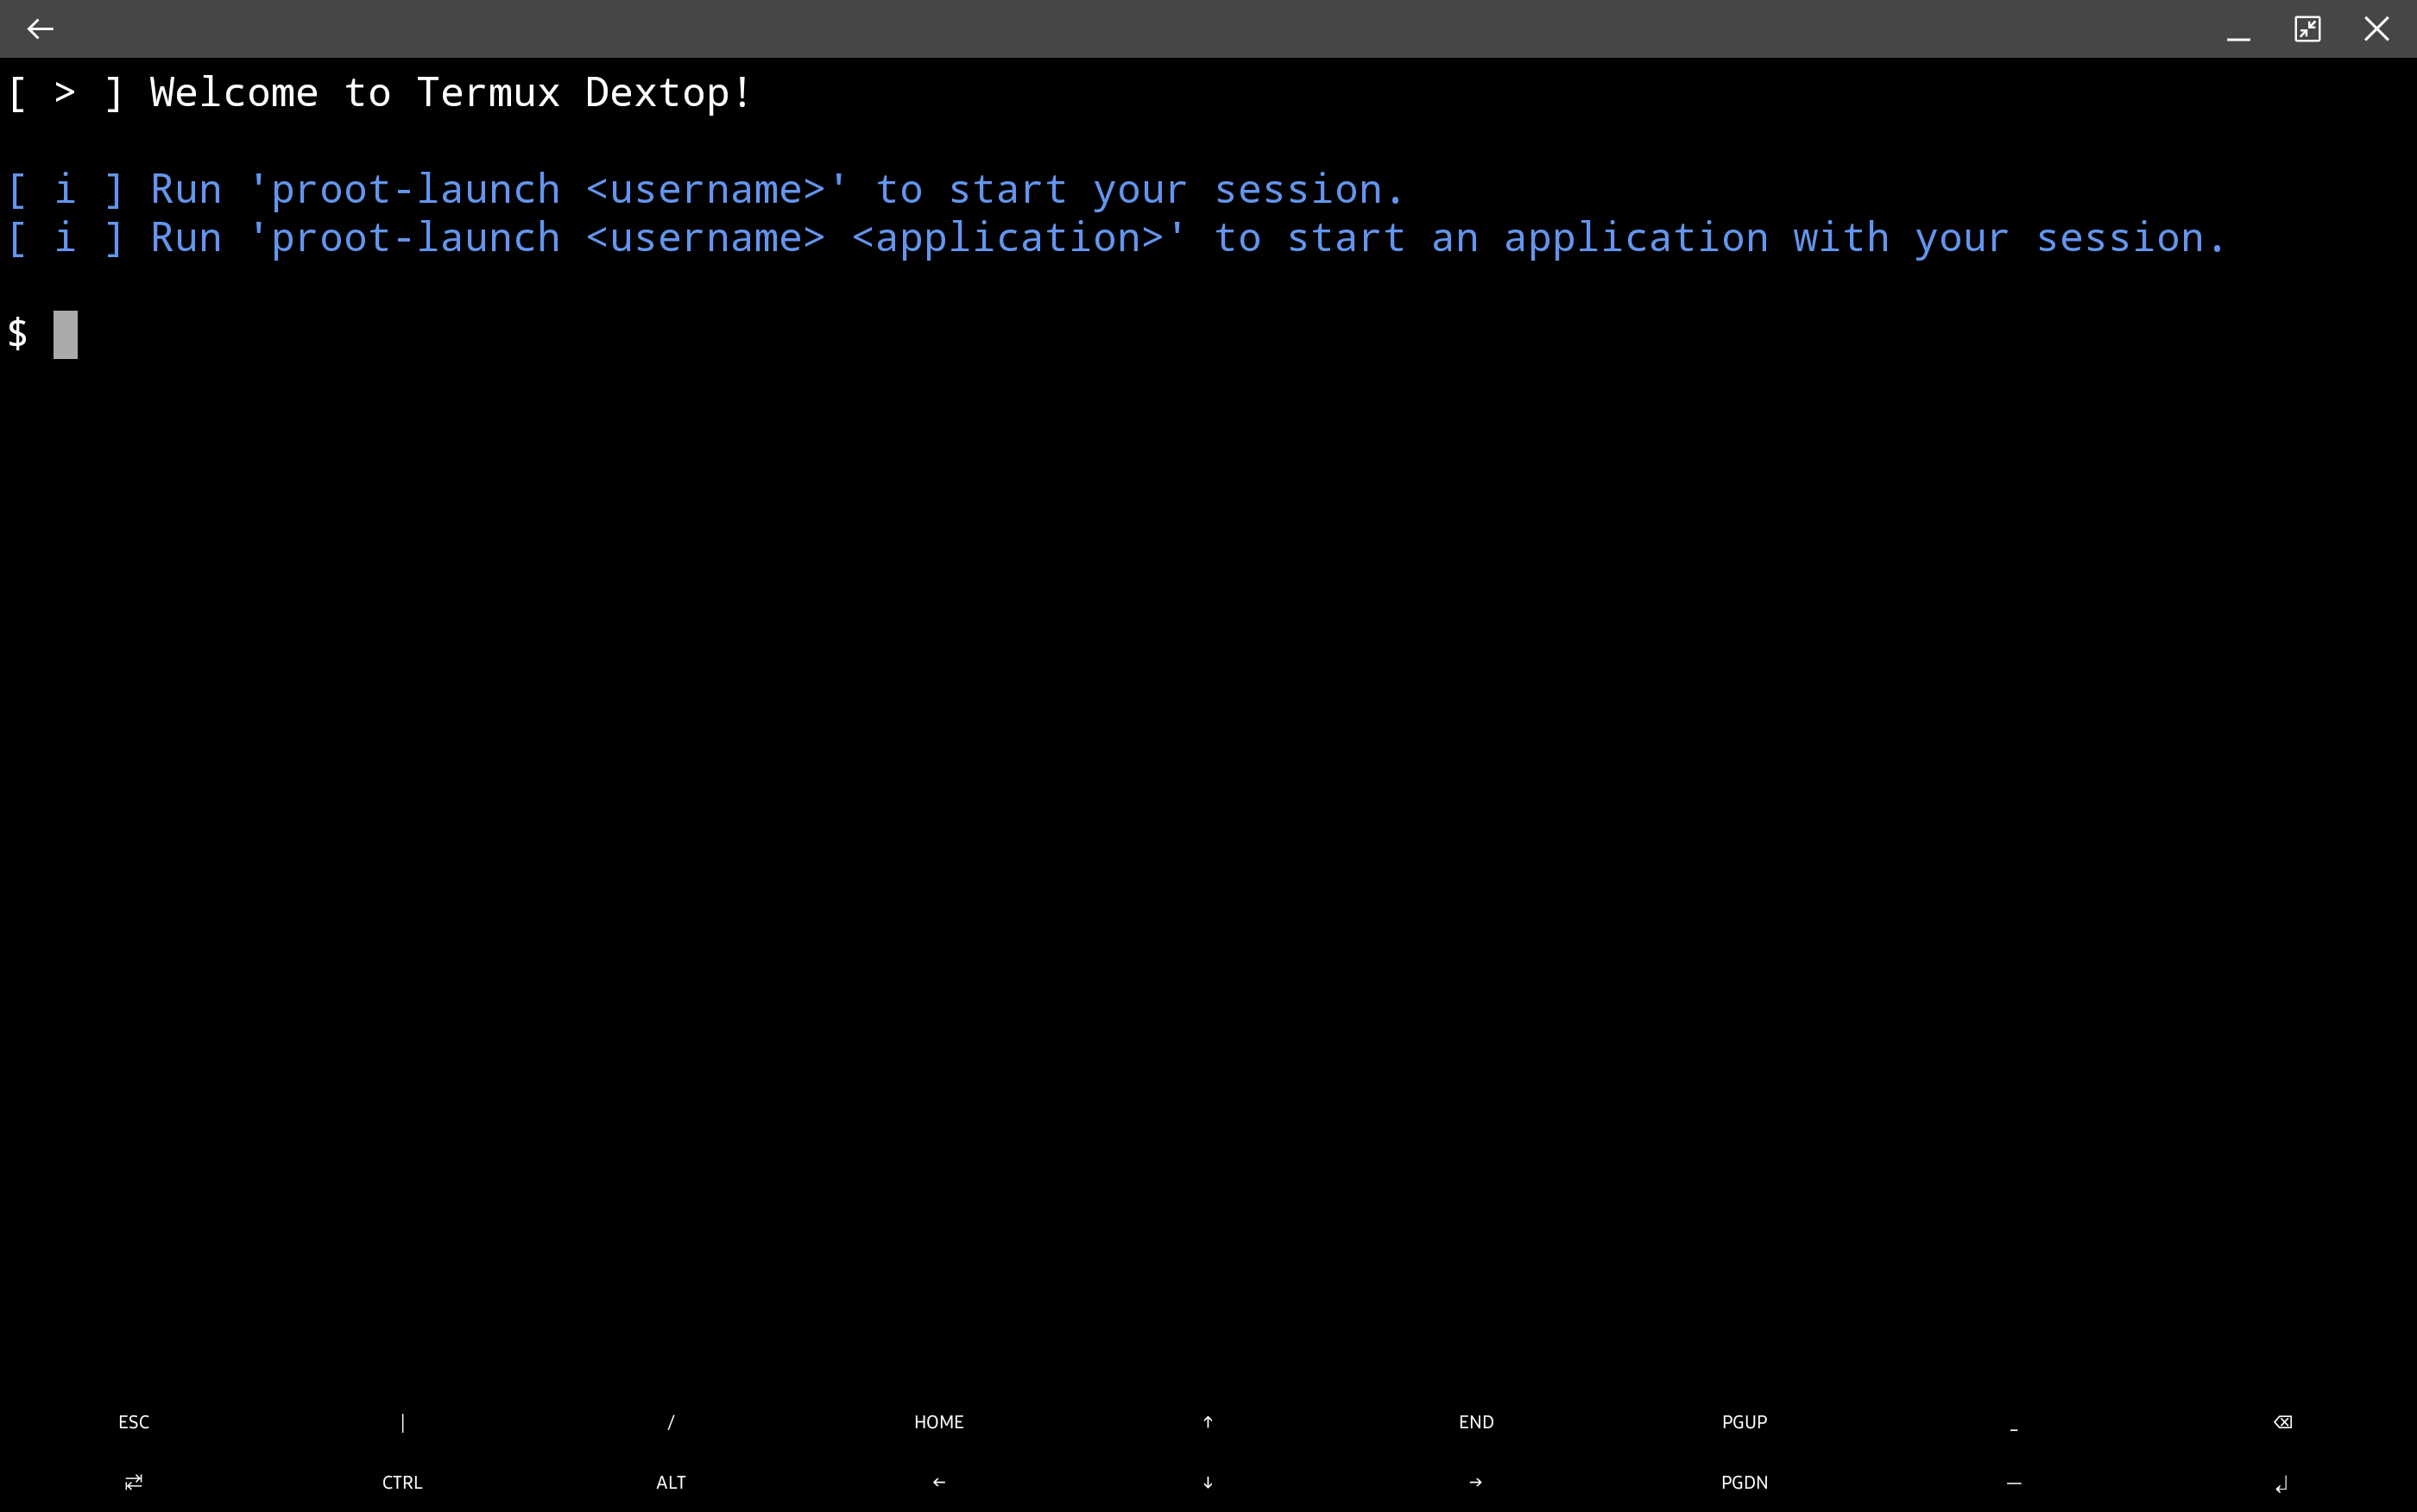 [ > ] Welcome to Termux Dextop!
[ i ] Run 'proot-launch <username>' to start your session.
[ i ] Run 'proot-launch <username> <application>' to start an application with your session.
$
ESC | / HOME ↑ END PGUP _ ⌫
↹ CTRL ALT ← ↓ → PGDN — ↲